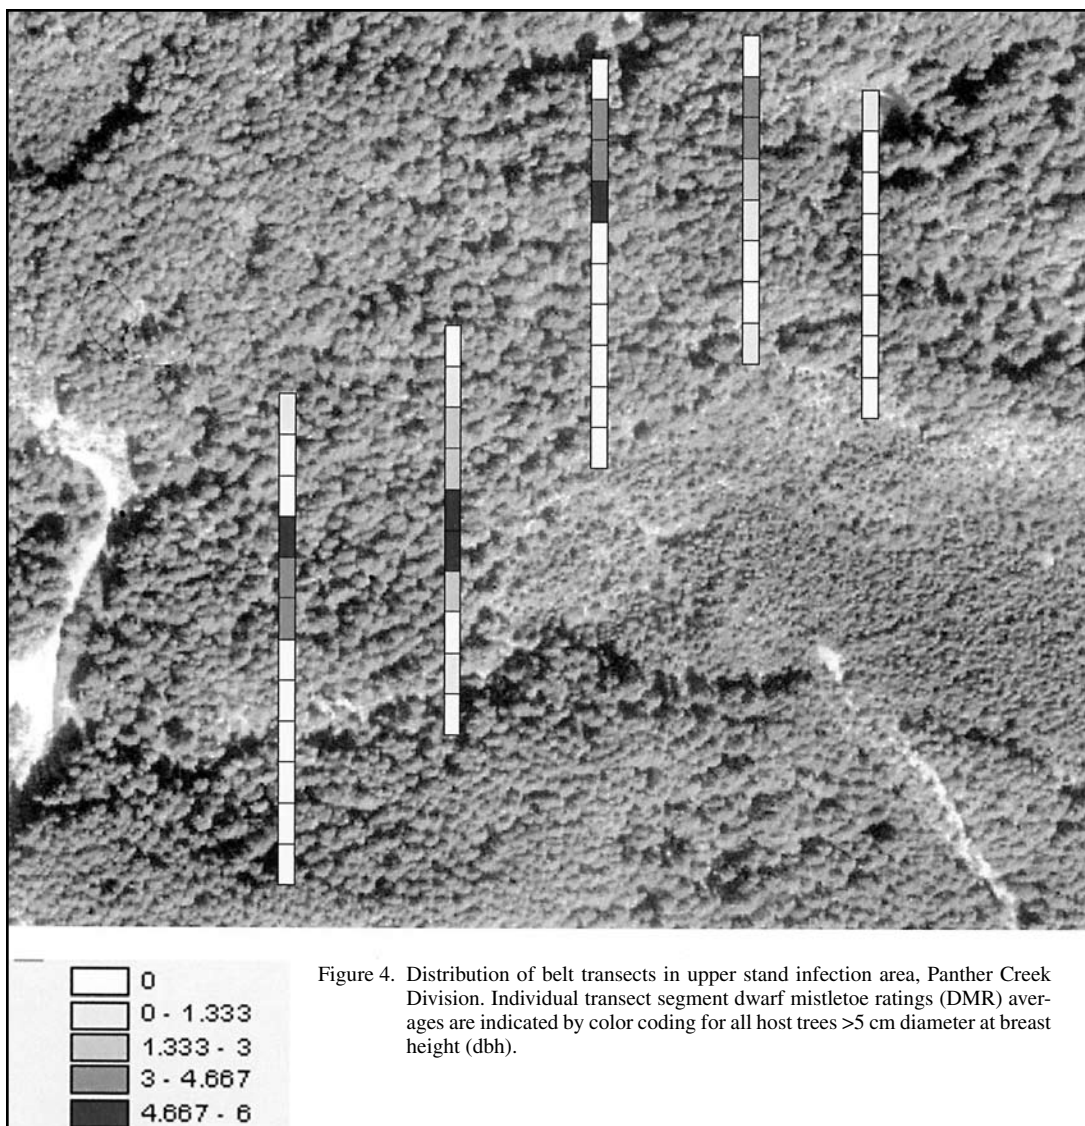 0
0 - 1.333
1.333 - 3
3 - 4.667
4.667 - 6
Figure 4. Distribution of belt transects in upper stand infection area, Panther Creek
Division. Individual transect segment dwarf mistletoe ratings (DMR) aver-
ages are indicated by color coding for all host trees >5 cm diameter at breast
height (dbh).